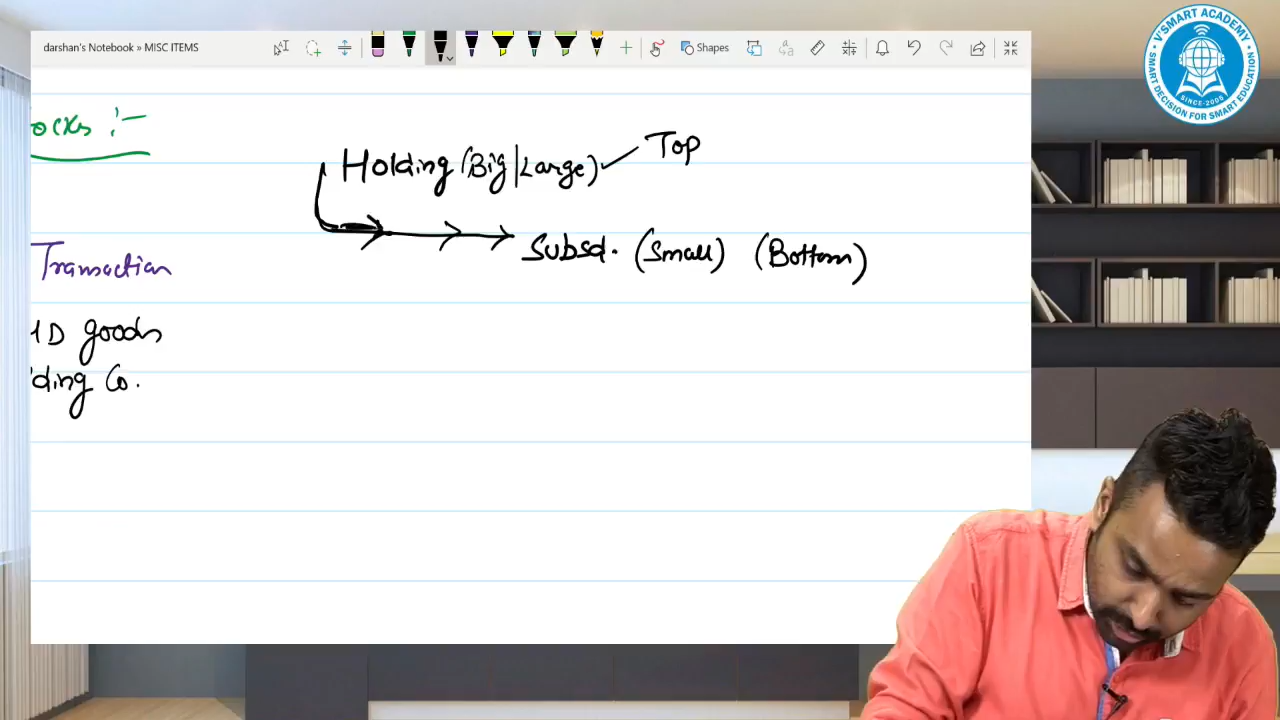 darshan's Notebook » MISC ITEMS
Shapes
V'SMART ACADEMY
SMART DECISION FOR SMART EDUCATION
SINCE-2005
ocks :-
Holding (Big|Large) Top
Subsd. (Small) (Bottom)
Transaction
goods
ding Co.